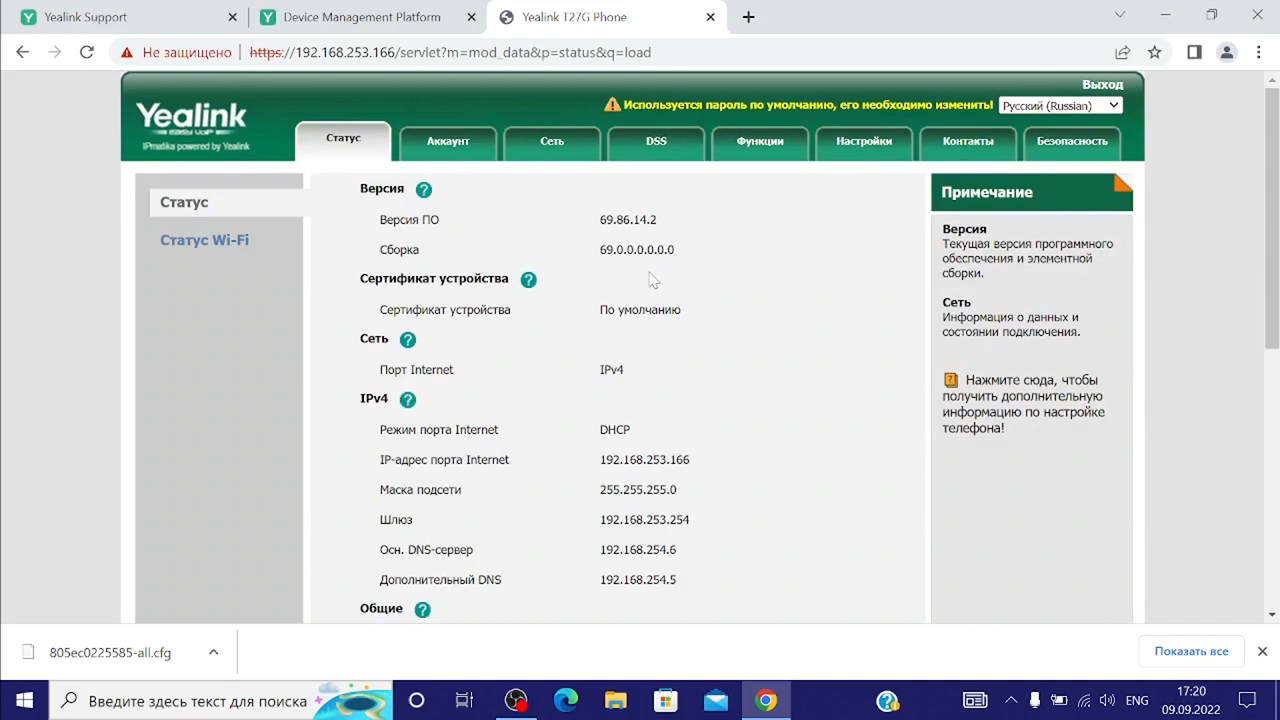 Yealink Support
Device Management Platform
Yealink T27G Phone
Не защищено
https://192.168.253.166/servlet?m=mod_data&p=status&q=load
Выход
Используется пароль по умолчанию, его необходимо изменить!
Русский (Russian)
Yealink
easy VoIP
IPmatika powered by Yealink
Статус
Аккаунт
Сеть
DSS
Функции
Настройки
Контакты
Безопасность
Статус
Статус Wi-Fi
Версия
Версия ПО 69.86.14.2
Сборка 69.0.0.0.0.0.0
Сертификат устройства
Сертификат устройства По умолчанию
Сеть
Порт Internet IPv4
IPv4
Режим порта Internet DHCP
IP-адрес порта Internet 192.168.253.166
Маска подсети 255.255.255.0
Шлюз 192.168.253.254
Осн. DNS-сервер 192.168.254.6
Дополнительный DNS 192.168.254.5
Общие
Примечание
Версия
Текущая версия программного
обеспечения и элементной
сборки.
Сеть
Информация о данных и
состоянии подключения.
Нажмите сюда, чтобы
получить дополнительную
информацию по настройке
телефона!
805ec0225585-all.cfg
Показать все
Введите здесь текст для поиска
ENG
17:20
09.09.2022